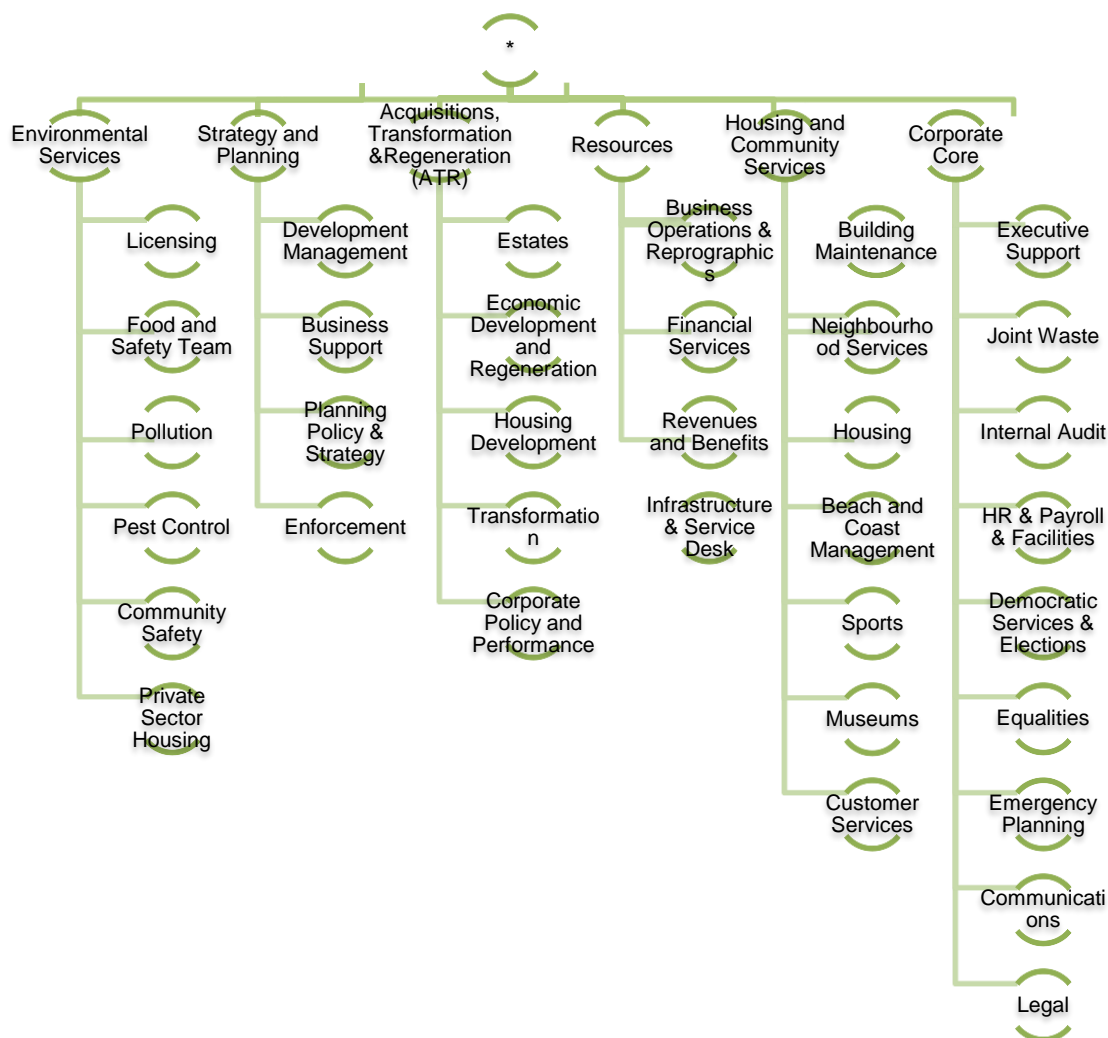 *
Environmental
Services
Licensing
Food and
Safety Team
Pollution
Pest Control
Community
Safety
Private
Sector
Housing
Strategy and
Planning
Development
Management
Business
Support
Planning
Policy &
Strategy
Enforcement
Acquisitions,
Transformation
&Regeneration
(ATR)
Estates
Economic
Development
and
Regeneration
Housing
Development
Transformatio
n
Corporate
Policy and
Performance
Resources
Business
Operations &
Reprographic
s
Financial
Services
Revenues
and Benefits
Infrastructure
& Service
Desk
Housing and
Community
Services
Building
Maintenance
Neighbourho
od Services
Housing
Beach and
Coast
Management
Sports
Museums
Customer
Services
Corporate
Core
Executive
Support
Joint Waste
Internal Audit
HR & Payroll
& Facilities
Democratic
Services &
Elections
Equalities
Emergency
Planning
Communicati
ons
Legal